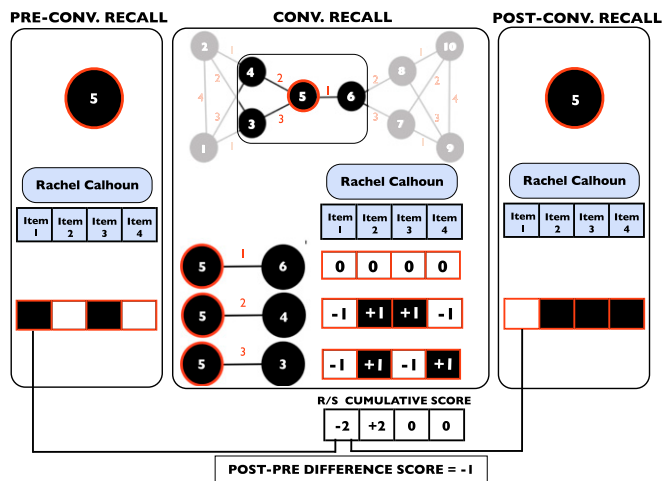 PRE-CONV. RECALL
CONV. RECALL
POST-CONV. RECALL
5
2
1
4
3
4
2
3
1
1
2
3
5
1
6
2
3
8
7
1
2
3
4
1
10
9
5
Rachel Calhoun
Item 1
Item 2
Item 3
Item 4
Rachel Calhoun
Item 1
Item 2
Item 3
Item 4
Rachel Calhoun
Item 1
Item 2
Item 3
Item 4
5 1 6
0 0 0 0
5 2 4
-1 +1 +1 -1
5 3 3
-1 +1 -1 +1
R/S CUMULATIVE SCORE
-2 +2 0 0
POST-PRE DIFFERENCE SCORE = -1